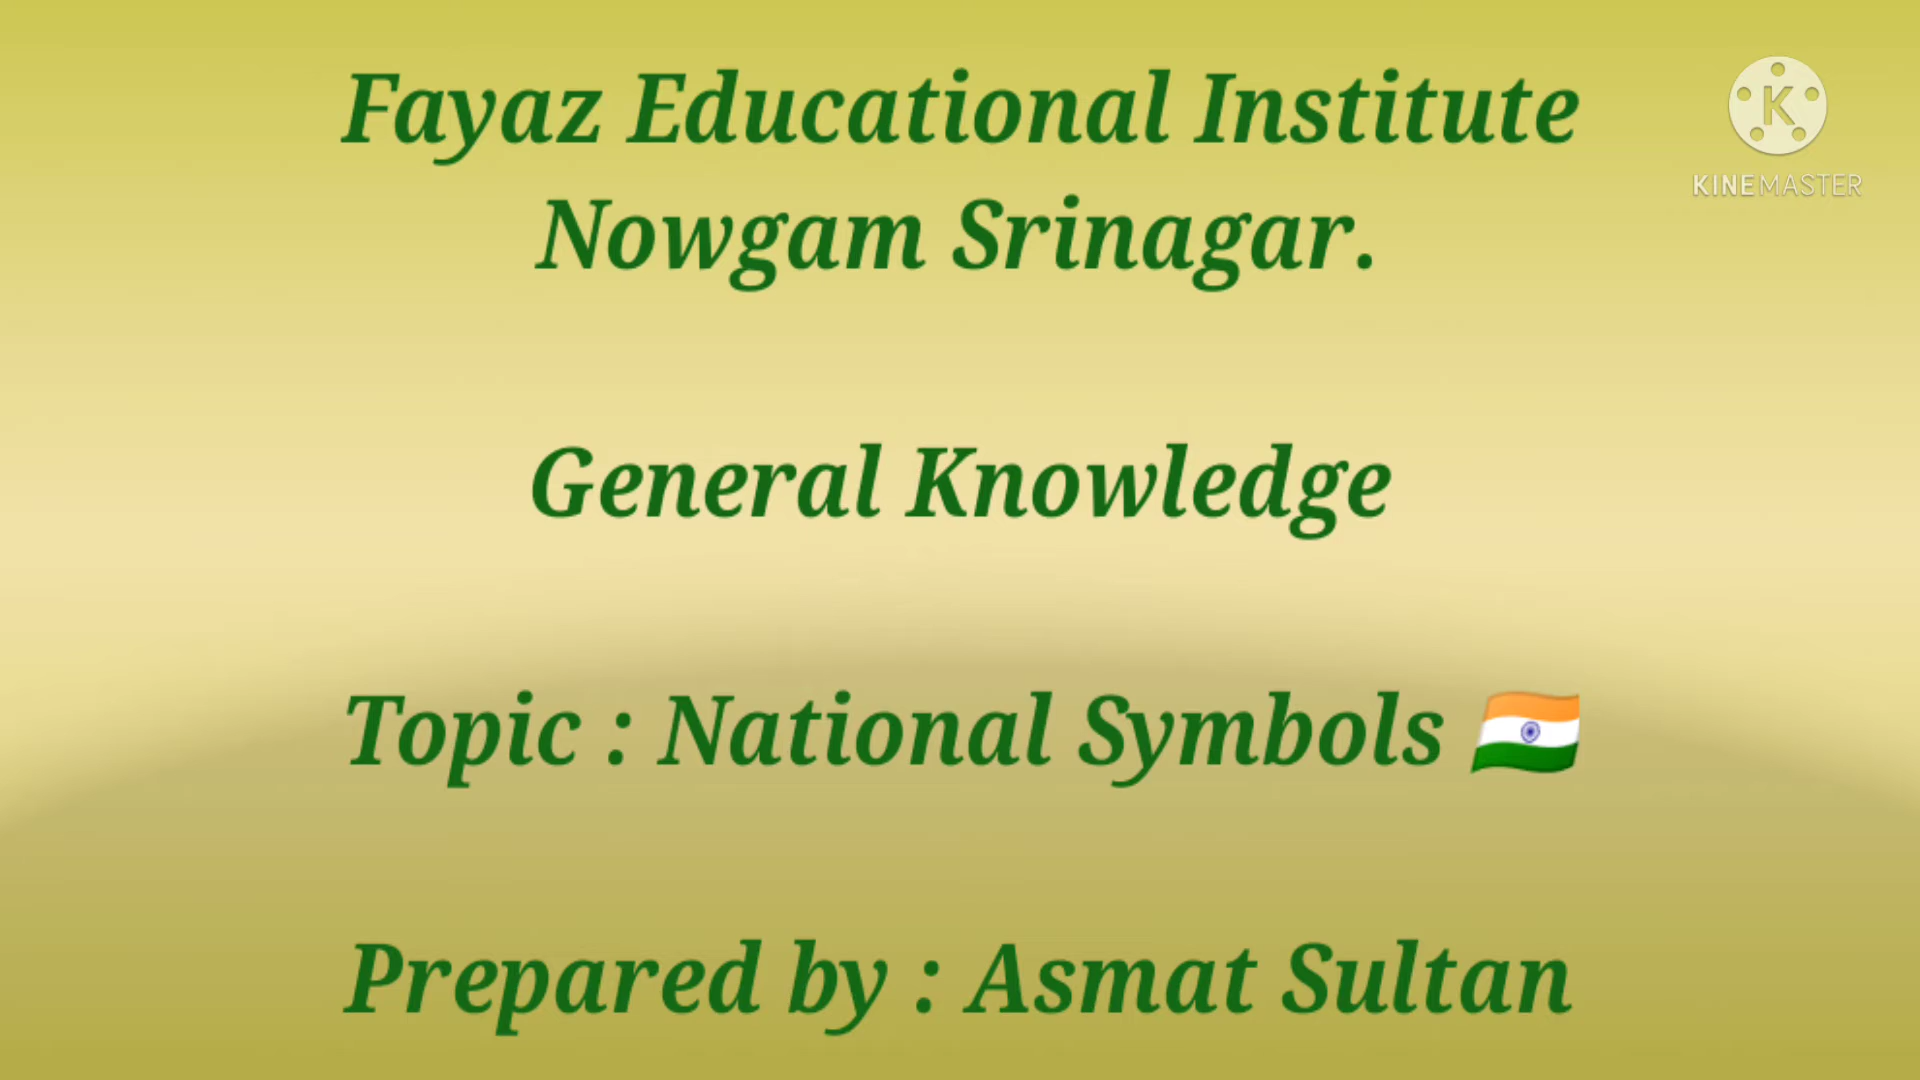 Fayaz Educational Institute
Nowgam Srinagar.
General Knowledge
Topic : National Symbols 🇮🇳
Prepared by : Asmat Sultan
K
KINEMASTER